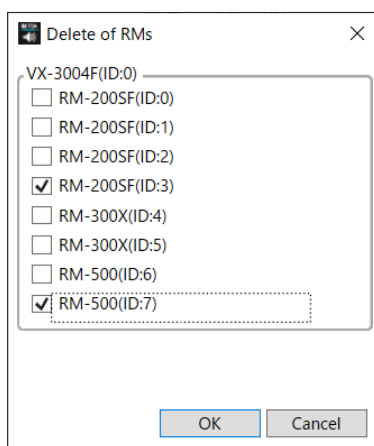 Delete of RMs
VX-3004F(ID:0)
RM-200SF(ID:0)
RM-200SF(ID:1)
RM-200SF(ID:2)
RM-200SF(ID:3)
RM-300X(ID:4)
RM-300X(ID:5)
RM-500(ID:6)
RM-500(ID:7)
OK Cancel